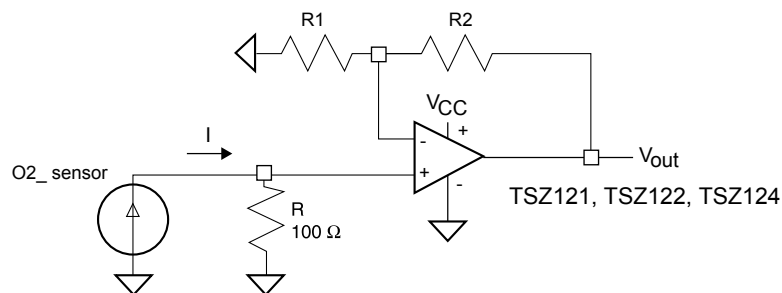 R1
R2
VCC
+
-
I
O2_ sensor
+
-
Vout
TSZ121, TSZ122, TSZ124
R
100 Ω